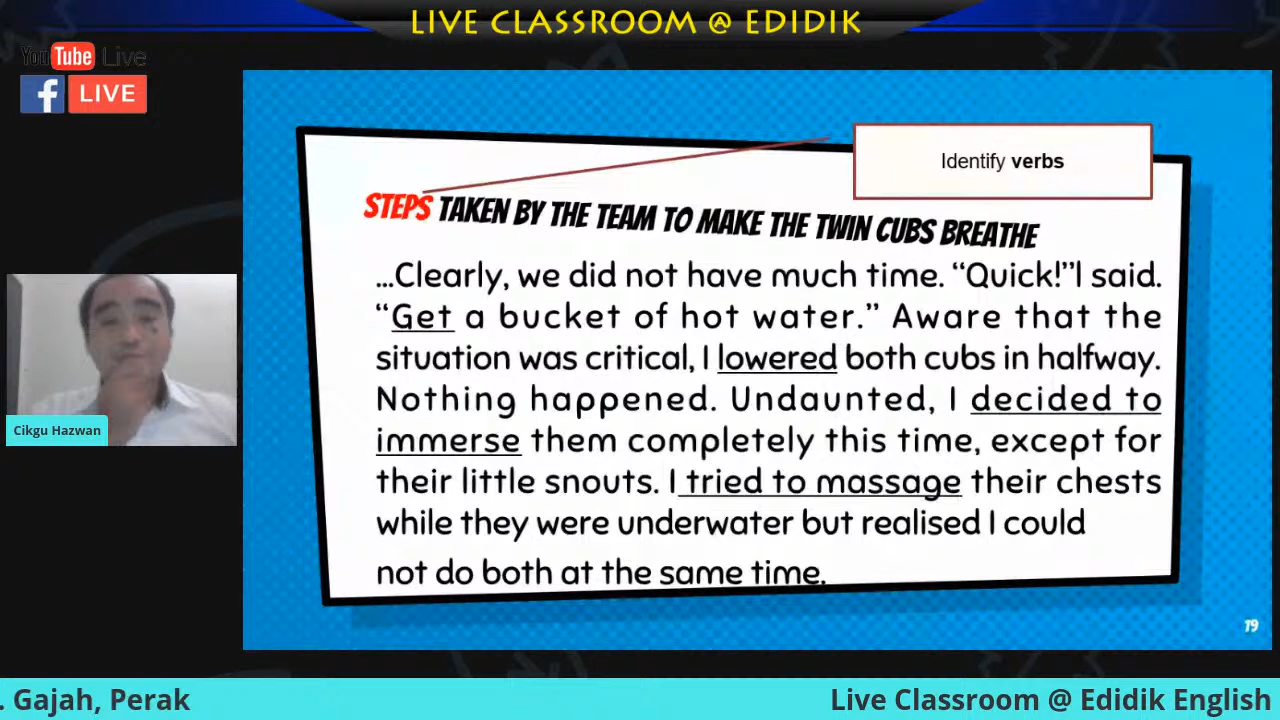 LIVE CLASSROOM @ EDIDIK
YouTube Live
f LIVE
Identify verbs
STEPS TAKEN BY THE TEAM TO MAKE THE TWIN CUBS BREATHE
...Clearly, we did not have much time. “Quick!”I said.
“Get a bucket of hot water.” Aware that the
situation was critical, I lowered both cubs in halfway.
Nothing happened. Undaunted, I decided to
immerse them completely this time, except for
their little snouts. I tried to massage their chests
while they were underwater but realised I could
not do both at the same time.
Cikgu Hazwan
19
. Gajah, Perak
Live Classroom @ Edidik English